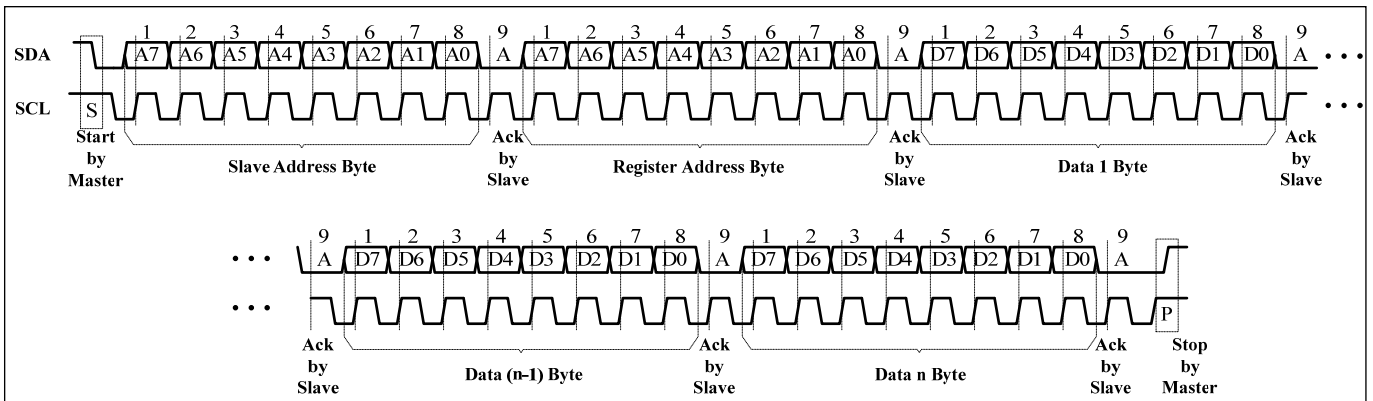 1 2 3 4 5 6 7 8 9 1 2 3 4 5 6 7 8 9 1 2 3 4 5 6 7 8 9
SDA A7 A6 A5 A4 A3 A2 A1 A0 A A7 A6 A5 A4 A3 A2 A1 A0 A D7 D6 D5 D4 D3 D2 D1 D0 A • • •
SCL S • • •
Start by Master
Slave Address Byte
Ack by Slave
Register Address Byte
Ack by Slave
Data 1 Byte
Ack by Slave
9 1 2 3 4 5 6 7 8 9 1 2 3 4 5 6 7 8 9
• • • A D7 D6 D5 D4 D3 D2 D1 D0 A D7 D6 D5 D4 D3 D2 D1 D0 A
• • • P
Ack by Slave
Data (n-1) Byte
Ack by Slave
Data n Byte
Ack by Slave
Stop by Master